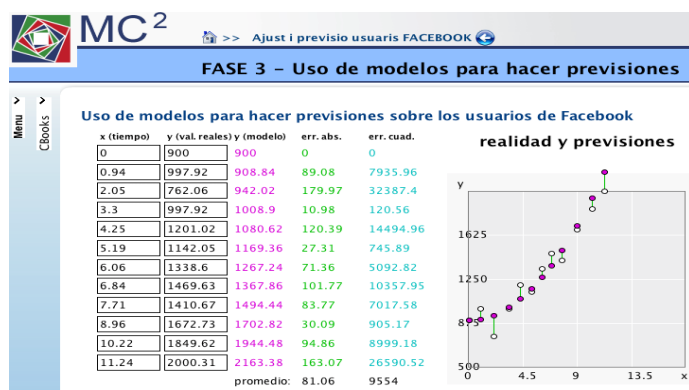 MC2
>> Ajust i previsio usuaris FACEBOOK
FASE 3 – Uso de modelos para hacer previsiones
Menu >
CBooks >
Uso de modelos para hacer previsiones sobre los usuarios de Facebook
x (tiempo) y (val. reales) y (modelo) err. abs. err. cuad.
0 900 900 0 0
0.94 997.92 908.84 89.08 7935.96
2.05 762.06 942.02 179.97 32387.4
3.3 997.92 1008.9 10.98 120.56
4.25 1201.02 1080.62 120.39 14494.96
5.19 1142.05 1169.36 27.31 745.89
6.06 1338.6 1267.24 71.36 5092.82
6.84 1469.63 1367.86 101.77 10357.95
7.71 1410.67 1494.44 83.77 7017.58
8.96 1672.73 1702.82 30.09 905.17
10.22 1849.62 1944.48 94.86 8999.18
11.24 2000.31 2163.38 163.07 26590.52
promedio: 81.06 9554
realidad y previsiones
y
1625
1250
875
500
0 4.5 9 13.5 x